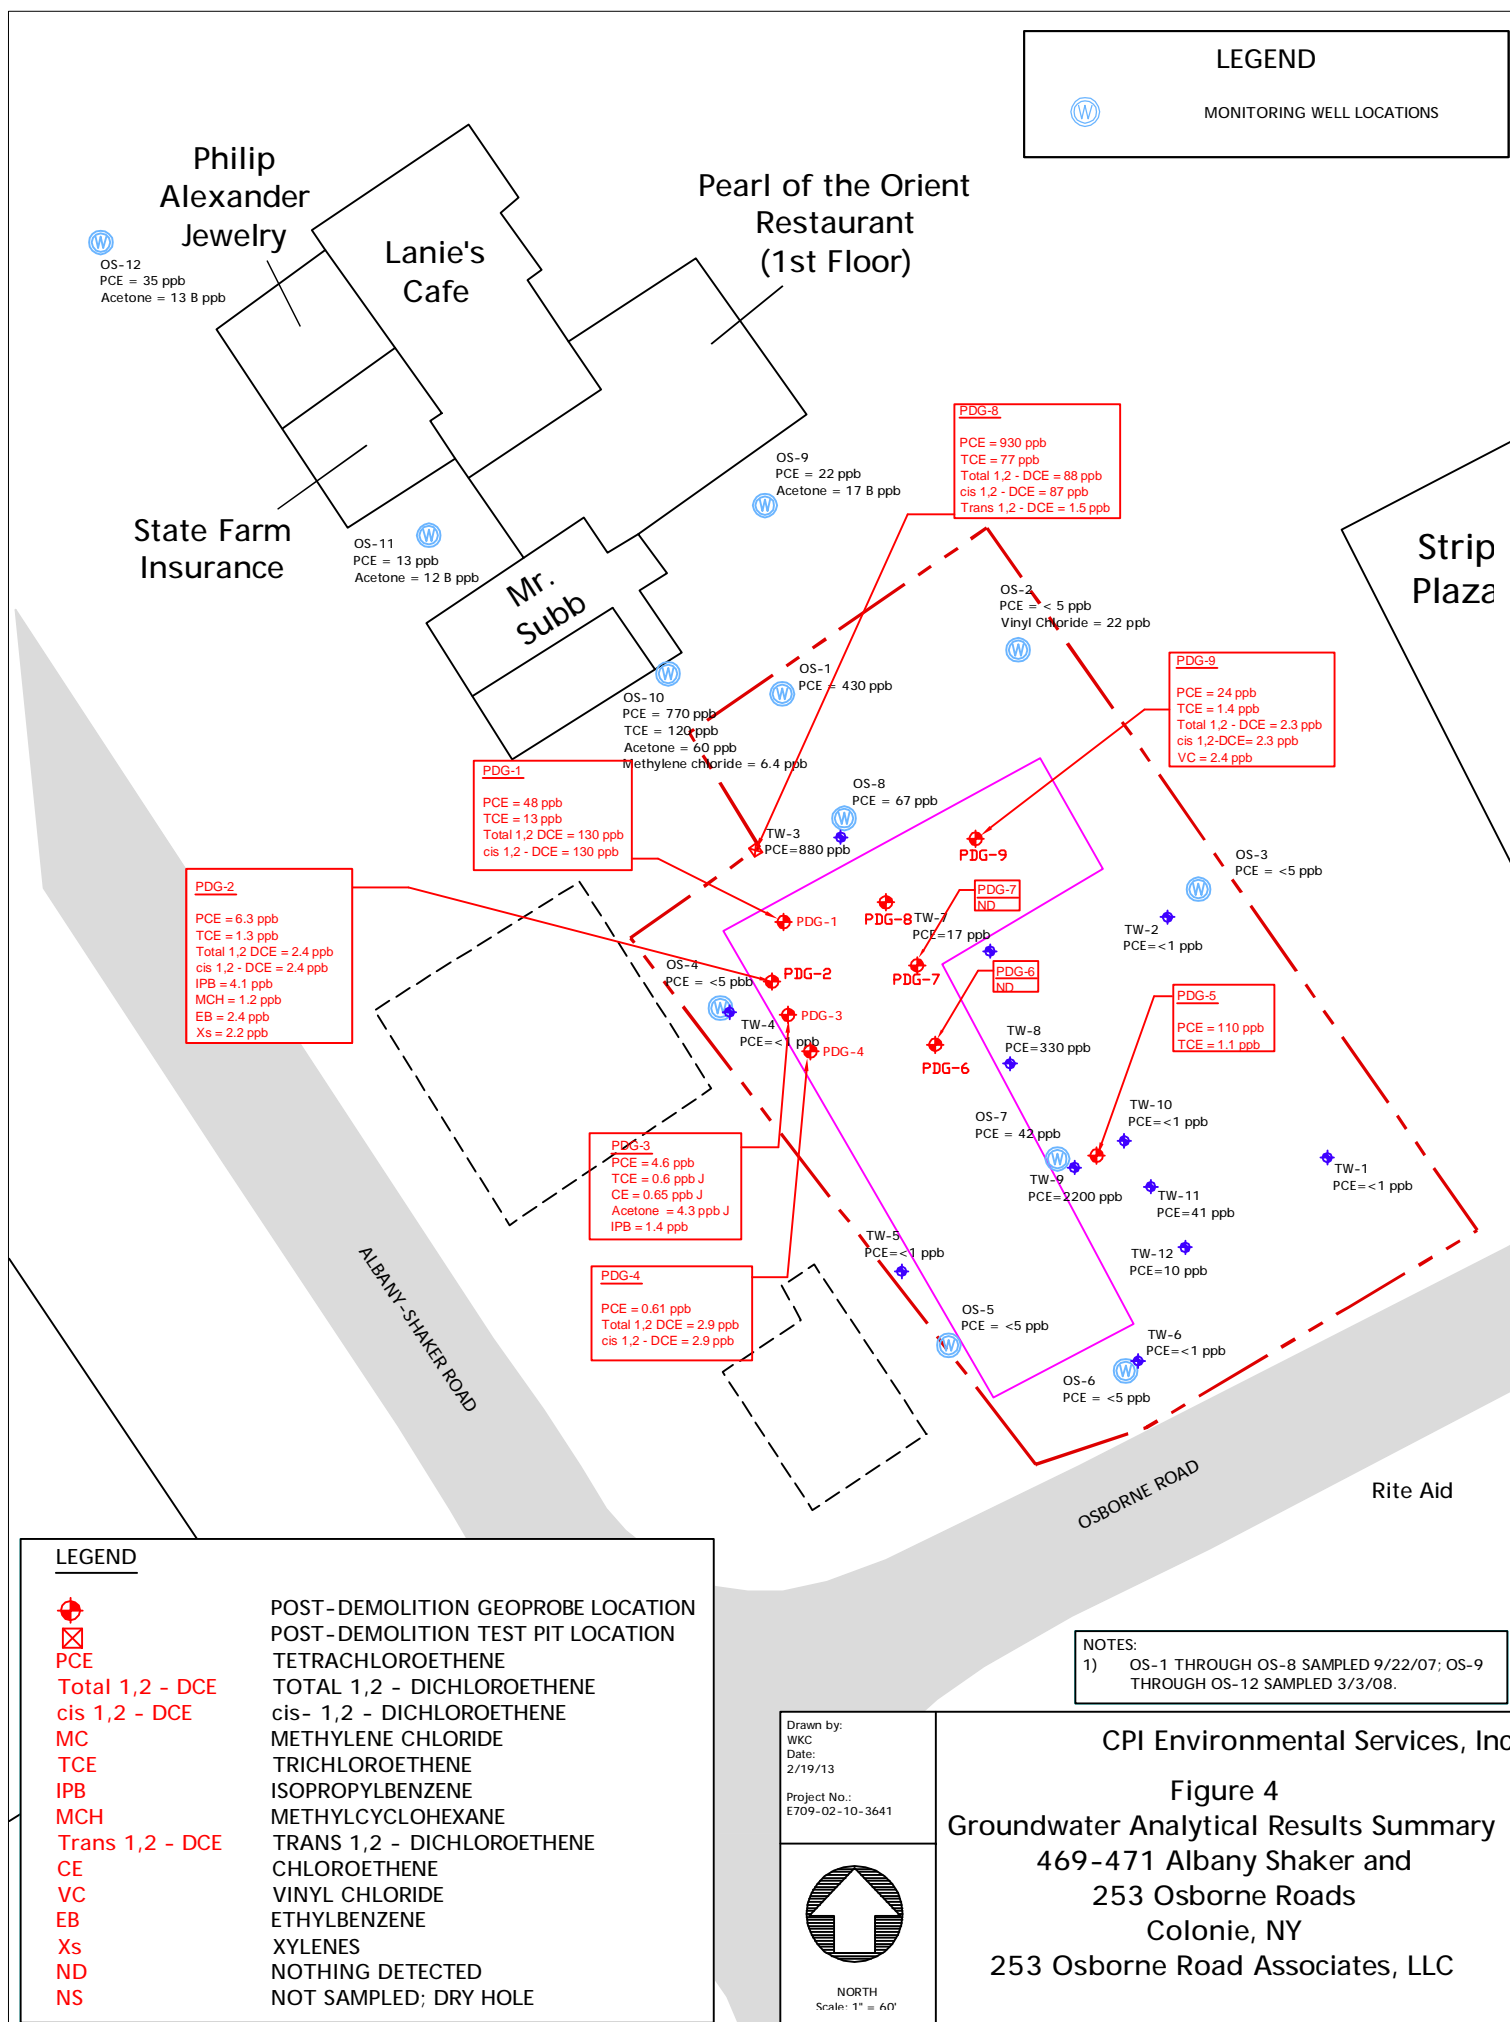 LEGEND
W
MONITORING WELL LOCATIONS
Philip
Alexander
Jewelry
Lanie's
Cafe
Pearl of the Orient
Restaurant
(1st Floor)
W
OS-12
PCE = 35 ppb
Acetone = 13 B ppb
State Farm
Insurance
W
OS-11
PCE = 13 ppb
Acetone = 12 B ppb
Mr.
Subb
OS-9
PCE = 22 ppb
Acetone = 17 B ppb
W
PDG-8
PCE = 930 ppb
TCE = 77 ppb
Total 1,2 - DCE = 88 ppb
cis 1,2 - DCE = 87 ppb
Trans 1,2 - DCE = 1.5 ppb
Strip
Plaza
OS-2
PCE = < 5 ppb
Vinyl Chloride = 22 ppb
W
W
OS-10
PCE = 770 ppb
TCE = 120 ppb
Acetone = 60 ppb
Methylene chloride = 6.4 ppb
OS-1
PCE = 430 ppb
W
PDG-9
PCE = 24 ppb
TCE = 1.4 ppb
Total 1,2 - DCE = 2.3 ppb
cis 1,2-DCE= 2.3 ppb
VC = 2.4 ppb
PDG-1
PCE = 48 ppb
TCE = 13 ppb
Total 1,2 DCE = 130 ppb
cis 1,2 - DCE = 130 ppb
OS-8
PCE = 67 ppb
W
TW-3
PCE=880 ppb
PDG-9
OS-3
PCE = <5 ppb
W
PDG-2
PCE = 6.3 ppb
TCE = 1.3 ppb
Total 1,2 DCE = 2.4 ppb
cis 1,2 - DCE = 2.4 ppb
IPB = 4.1 ppb
MCH = 1.2 ppb
EB = 2.4 ppb
Xs = 2.2 ppb
PDG-7
ND
PDG-1
PDG-8
TW-7
PCE=17 ppb
TW-2
PCE=<1 ppb
OS-4
PCE = <5 pbb
W
PDG-2
PDG-7
PDG-6
ND
TW-4
PCE=<1 ppb
PDG-3
PDG-4
PDG-6
TW-8
PCE=330 ppb
PDG-5
PCE = 110 ppb
TCE = 1.1 ppb
OS-7
PCE = 42 ppb
W
TW-10
PCE=<1 ppb
PDG-3
PCE = 4.6 ppb
TCE = 0.6 ppb J
CE = 0.65 ppb J
Acetone = 4.3 ppb J
IPB = 1.4 ppb
TW-9
PCE=2200 ppb
TW-11
PCE=41 ppb
TW-1
PCE=<1 ppb
TW-5
PCE=<1 ppb
TW-12
PCE=10 ppb
PDG-4
PCE = 0.61 ppb
Total 1,2 DCE = 2.9 ppb
cis 1,2 - DCE = 2.9 ppb
OS-5
PCE = <5 ppb
W
TW-6
PCE=<1 ppb
W
OS-6
PCE = <5 ppb
ALBANY-SHAKER ROAD
OSBORNE ROAD
Rite Aid
LEGEND
POST-DEMOLITION GEOPROBE LOCATION
POST-DEMOLITION TEST PIT LOCATION
PCE TETRACHLOROETHENE
Total 1,2 - DCE TOTAL 1,2 - DICHLOROETHENE
cis 1,2 - DCE cis- 1,2 - DICHLOROETHENE
MC METHYLENE CHLORIDE
TCE TRICHLOROETHENE
IPB ISOPROPYLBENZENE
MCH METHYLCYCLOHEXANE
Trans 1,2 - DCE TRANS 1,2 - DICHLOROETHENE
CE CHLOROETHENE
VC VINYL CHLORIDE
EB ETHYLBENZENE
Xs XYLENES
ND NOTHING DETECTED
NS NOT SAMPLED; DRY HOLE
NOTES:
1) OS-1 THROUGH OS-8 SAMPLED 9/22/07; OS-9
THROUGH OS-12 SAMPLED 3/3/08.
Drawn by:
WKC
Date:
2/19/13
Project No.:
E709-02-10-3641
NORTH
Scale: 1" = 60'
CPI Environmental Services, Inc
Figure 4
Groundwater Analytical Results Summary
469-471 Albany Shaker and
253 Osborne Roads
Colonie, NY
253 Osborne Road Associates, LLC